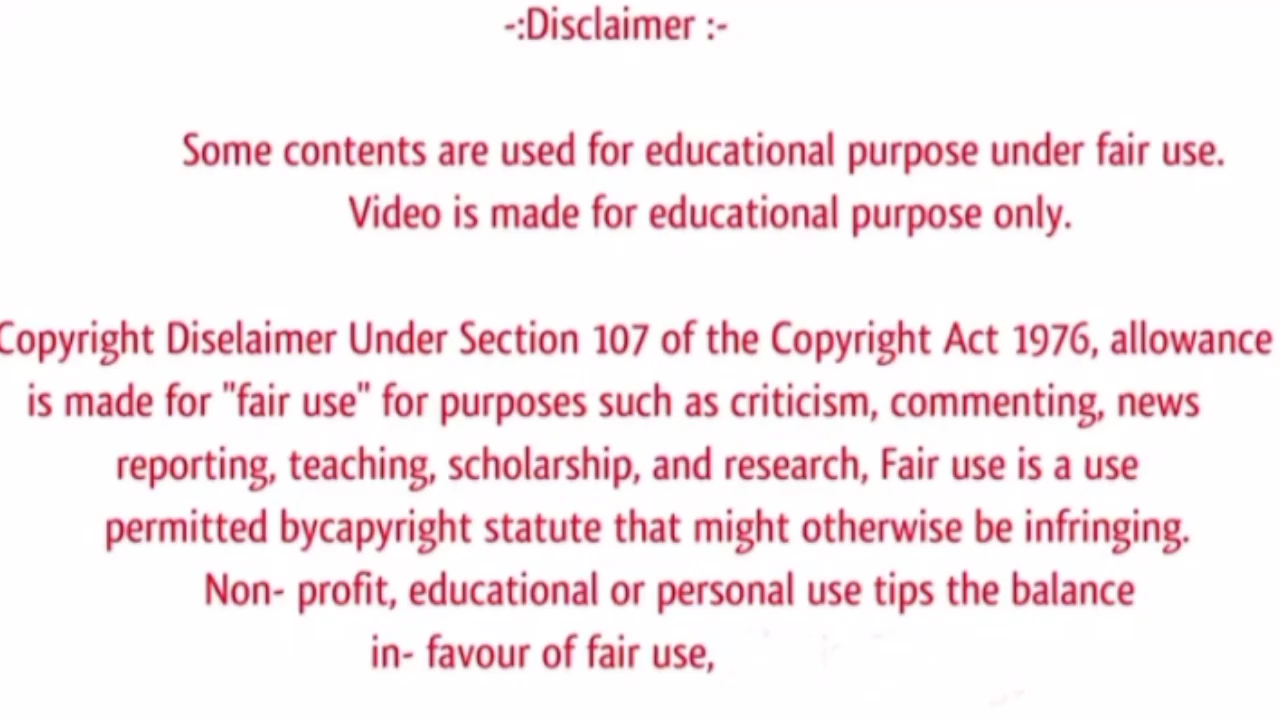 -:Disclaimer :-
Some contents are used for educational purpose under fair use.
Video is made for educational purpose only.
Copyright Diselaimer Under Section 107 of the Copyright Act 1976, allowance
is made for "fair use" for purposes such as criticism, commenting, news
reporting, teaching, scholarship, and research, Fair use is a use
permitted bycapyright statute that might otherwise be infringing.
Non- profit, educational or personal use tips the balance
in- favour of fair use,